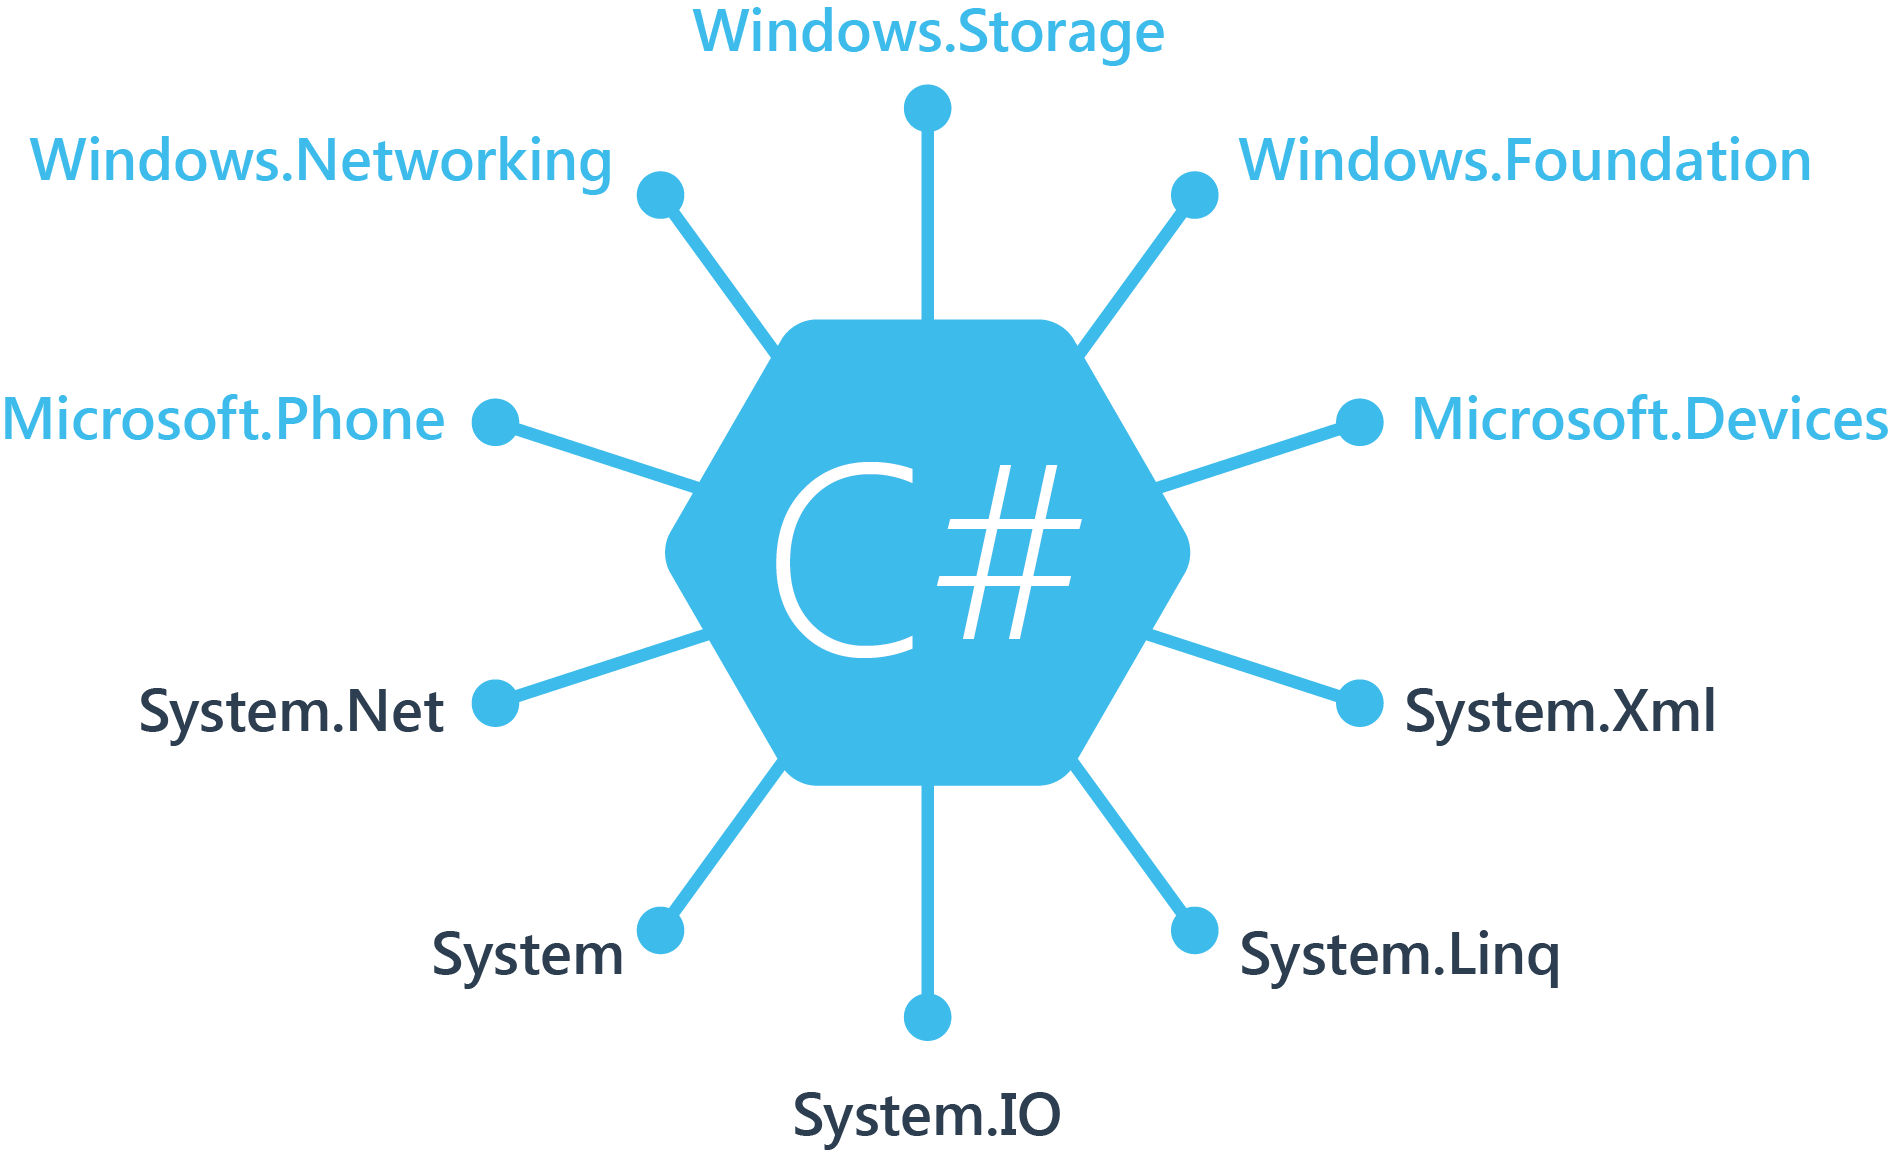 Windows.Storage
Windows.Networking
Windows.Foundation
Microsoft.Phone
Microsoft.Devices
C#
System.Net
System.Xml
System
System.Linq
System.IO